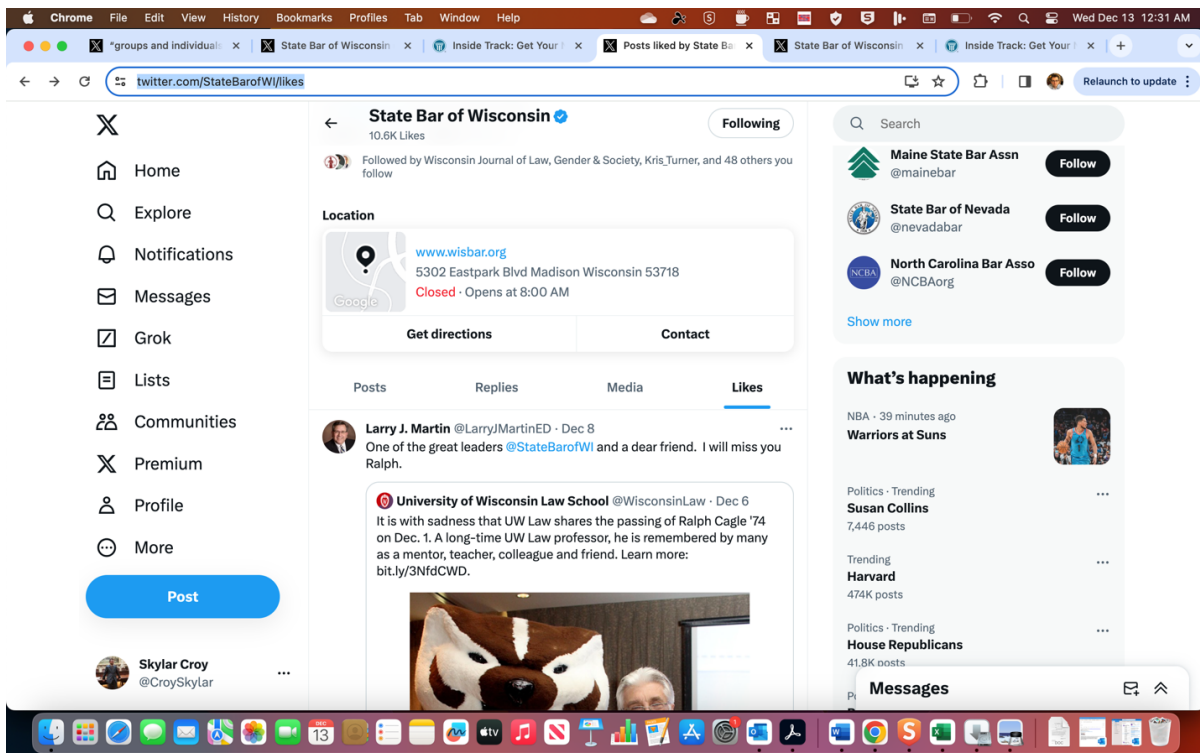 Chrome File Edit View History Bookmarks Profiles Tab Window Help Wed Dec 13 12:31 AM
"groups and individuals State Bar of Wisconsin Inside Track: Get Your Posts liked by State Ba State Bar of Wisconsin Inside Track: Get Your
twitter.com/StateBarofWI/likes Relaunch to update
State Bar of Wisconsin
10.6K Likes
Following
Followed by Wisconsin Journal of Law, Gender & Society, Kris_Turner, and 48 others you
follow
Home
Explore
Notifications
Messages
Grok
Lists
Communities
Premium
Profile
More
Post
Skylar Croy
@CroySkylar
Location
Google
www.wisbar.org
5302 Eastpark Blvd Madison Wisconsin 53718
Closed · Opens at 8:00 AM
Get directions Contact
Posts Replies Media Likes
Larry J. Martin @LarryJMartinED · Dec 8
One of the great leaders @StateBarofWI and a dear friend. I will miss you
Ralph.
University of Wisconsin Law School @WisconsinLaw · Dec 6
It is with sadness that UW Law shares the passing of Ralph Cagle '74
on Dec. 1. A long-time UW Law professor, he is remembered by many
as a mentor, teacher, colleague and friend. Learn more:
bit.ly/3NfdCWD.
Search
Maine State Bar Assn
@mainebar
Follow
State Bar of Nevada
@nevadabar
Follow
NCBA
North Carolina Bar Asso
@NCBAorg
Follow
Show more
What's happening
NBA · 39 minutes ago
Warriors at Suns
Politics · Trending
Susan Collins
7,446 posts
Trending
Harvard
474K posts
Politics · Trending
House Republicans
41.8K posts
Messages
DEC
13
tv
1